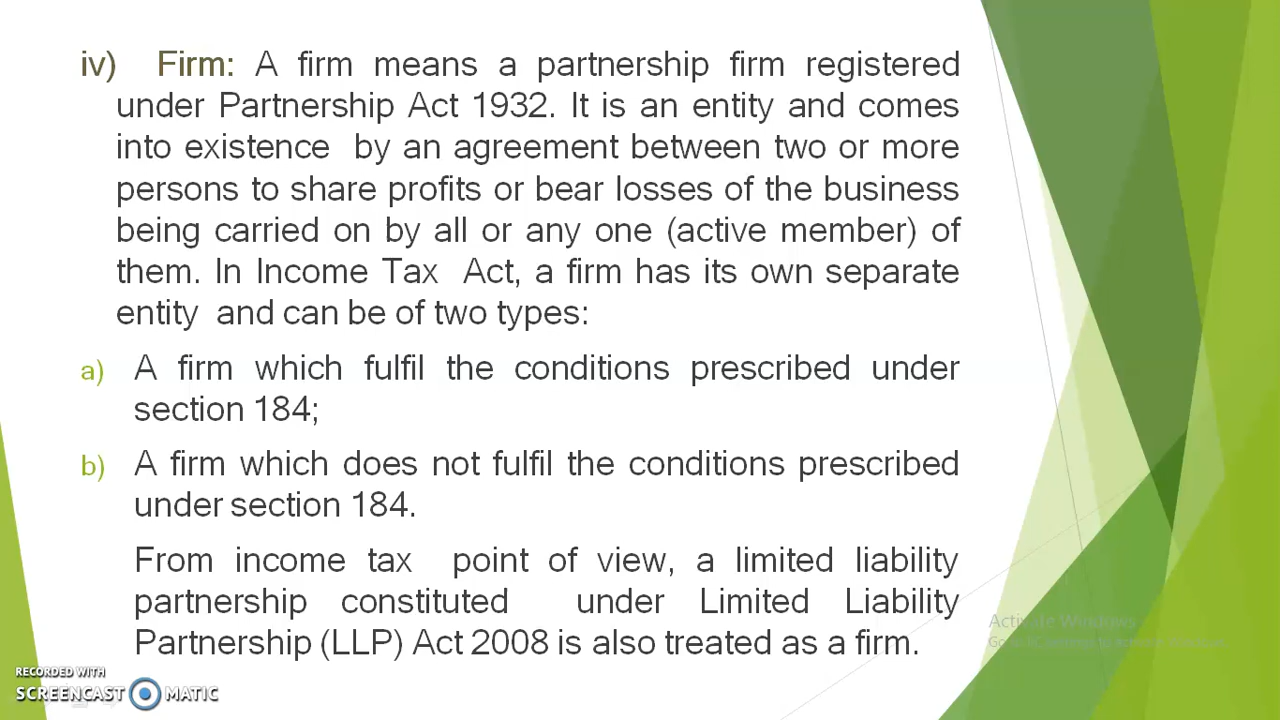 iv) Firm: A firm means a partnership firm registered
under Partnership Act 1932. It is an entity and comes
into existence by an agreement between two or more
persons to share profits or bear losses of the business
being carried on by all or any one (active member) of
them. In Income Tax Act, a firm has its own separate
entity and can be of two types:
a) A firm which fulfil the conditions prescribed under
section 184;
b) A firm which does not fulfil the conditions prescribed
under section 184.
From income tax point of view, a limited liability
partnership constituted under Limited Liability
Partnership (LLP) Act 2008 is also treated as a firm.
Activate Windows
RECORDED WITH
SCREENCAST MATIC